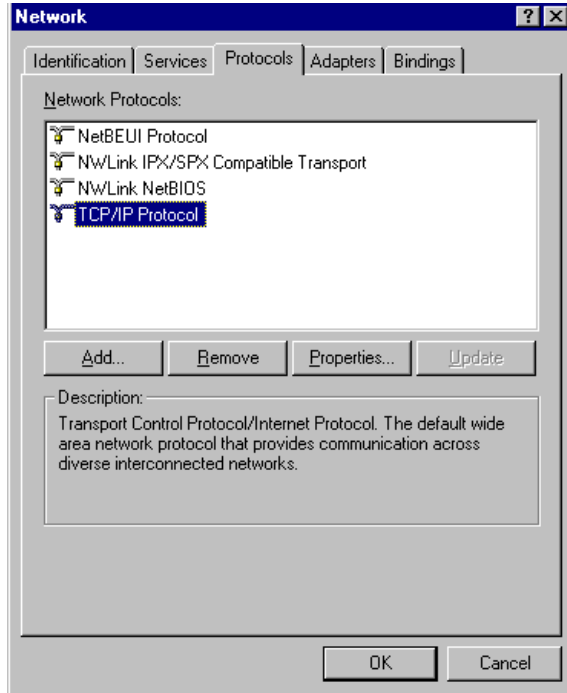 Network
Identification Services Protocols Adapters Bindings
Network Protocols:
NetBEUI Protocol
NWLink IPX/SPX Compatible Transport
NWLink NetBIOS
TCP/IP Protocol
Add... Remove Properties... Update
Description:
Transport Control Protocol/Internet Protocol. The default wide
area network protocol that provides communication across
diverse interconnected networks.
OK Cancel